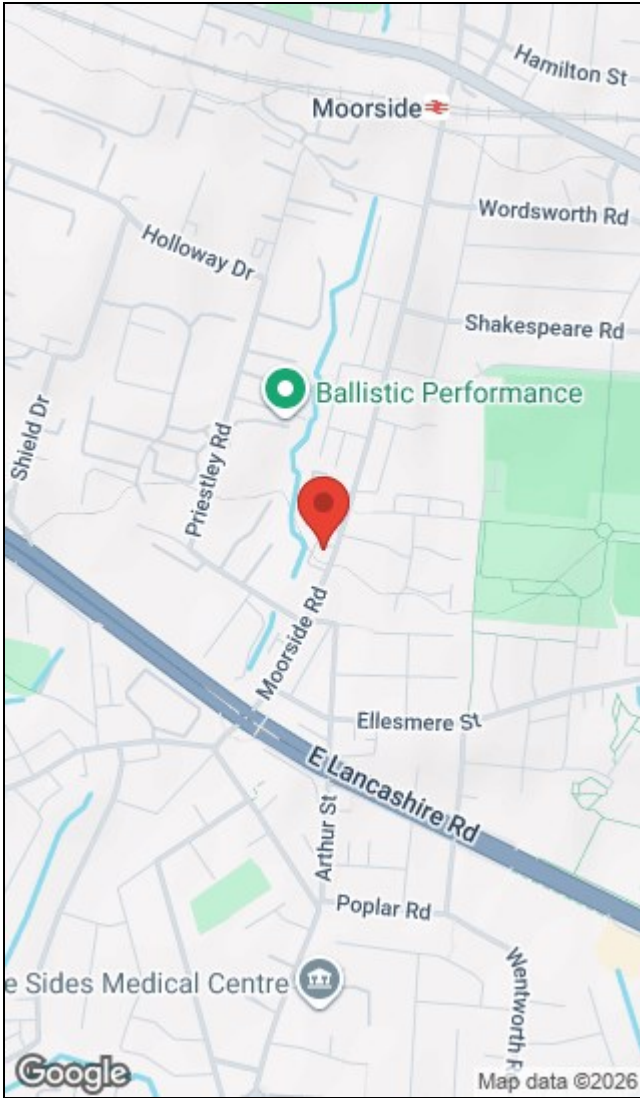 Hamilton St
Moorside
Wordsworth Rd
Holloway Dr
Shakespeare Rd
Ballistic Performance
Shield Dr
Priestley Rd
Moorside Rd
Ellesmere St
E Lancashire Rd
Arthur St
Poplar Rd
e Sides Medical Centre
Wentworth R
Google
Map data ©2026